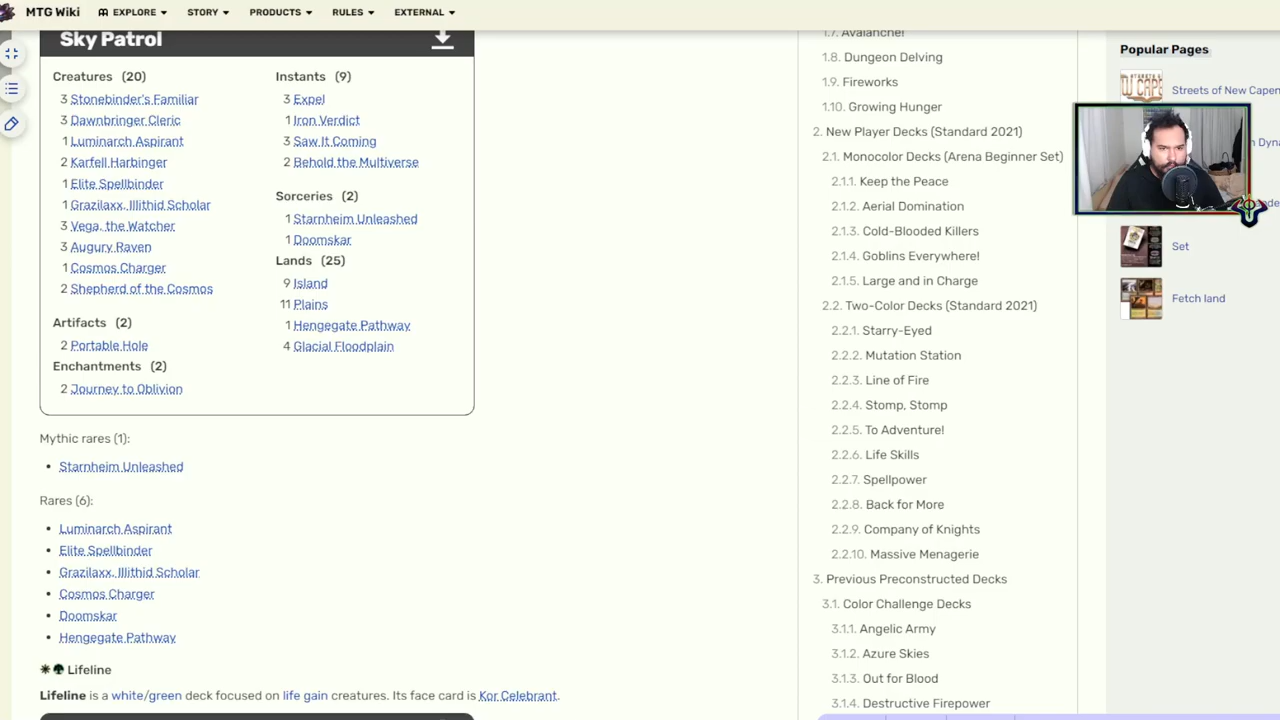 MTG Wiki EXPLORE STORY PRODUCTS RULES EXTERNAL
Sky Patrol
Creatures (20)
3 Stonebinder's Familiar
3 Dawnbringer Cleric
1 Luminarch Aspirant
2 Karfell Harbinger
1 Elite Spellbinder
1 Grazilaxx, Illithid Scholar
3 Vega, the Watcher
3 Augury Raven
1 Cosmos Charger
2 Shepherd of the Cosmos
Artifacts (2)
2 Portable Hole
Enchantments (2)
2 Journey to Oblivion
Instants (9)
3 Expel
1 Iron Verdict
3 Saw It Coming
2 Behold the Multiverse
Sorceries (2)
1 Starnheim Unleashed
1 Doomskar
Lands (25)
9 Island
11 Plains
1 Hengegate Pathway
4 Glacial Floodplain
Mythic rares (1):
• Starnheim Unleashed
Rares (6):
• Luminarch Aspirant
• Elite Spellbinder
• Grazilaxx, Illithid Scholar
• Cosmos Charger
• Doomskar
• Hengegate Pathway
Lifeline
Lifeline is a white/green deck focused on life gain creatures. Its face card is Kor Celebrant.
1.7. Avalanche!
1.8. Dungeon Delving
1.9. Fireworks
1.10. Growing Hunger
2. New Player Decks (Standard 2021)
2.1. Monocolor Decks (Arena Beginner Set)
2.1.1. Keep the Peace
2.1.2. Aerial Domination
2.1.3. Cold-Blooded Killers
2.1.4. Goblins Everywhere!
2.1.5. Large and in Charge
2.2. Two-Color Decks (Standard 2021)
2.2.1. Starry-Eyed
2.2.2. Mutation Station
2.2.3. Line of Fire
2.2.4. Stomp, Stomp
2.2.5. To Adventure!
2.2.6. Life Skills
2.2.7. Spellpower
2.2.8. Back for More
2.2.9. Company of Knights
2.2.10. Massive Menagerie
3. Previous Preconstructed Decks
3.1. Color Challenge Decks
3.1.1. Angelic Army
3.1.2. Azure Skies
3.1.3. Out for Blood
3.1.4. Destructive Firepower
Popular Pages
Streets of New Capen
Set
Fetch land